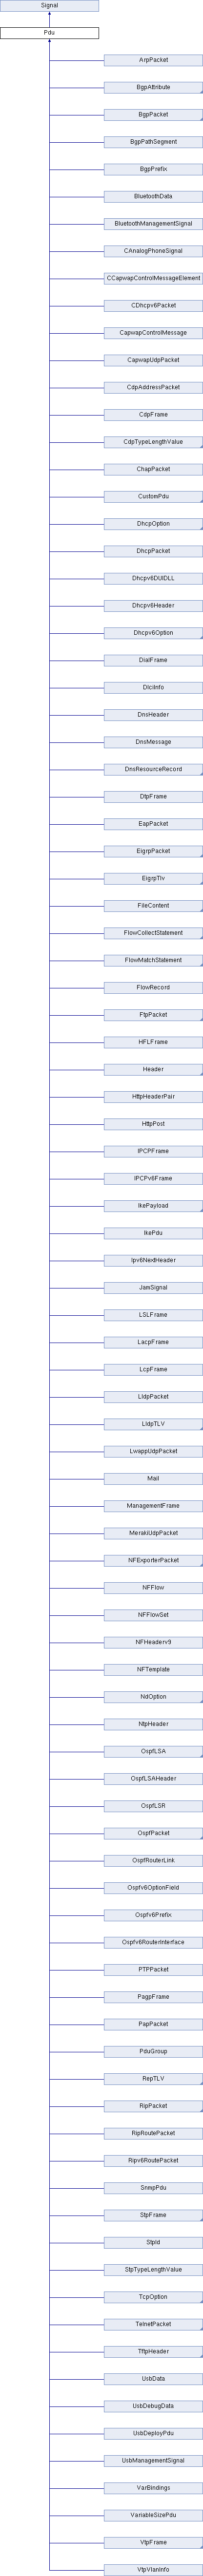 Signal
Pdu
ArpPacket
BgpAttribute
BgpPacket
BgpPathSegment
BgpPrefix
BluetoothData
BluetoothManagementSignal
CAnalogPhoneSignal
CCapwapControlMessageElement
CDhcpv6Packet
CapwapControlMessage
CapwapUdpPacket
CdpAddressPacket
CdpFrame
CdpTypeLengthValue
ChapPacket
CustomPdu
DhcpOption
DhcpPacket
Dhcpv6DUIDLL
Dhcpv6Header
Dhcpv6Option
DialFrame
DlciInfo
DnsHeader
DnsMessage
DnsResourceRecord
DtpFrame
EapPacket
EigrpPacket
EigrpTlv
FileContent
FlowCollectStatement
FlowMatchStatement
FlowRecord
FtpPacket
HFLFrame
Header
HttpHeaderPair
HttpPost
IPCPFrame
IPCPv6Frame
IkePayload
IkePdu
Ipv6NextHeader
JamSignal
LSLFrame
LacpFrame
LcpFrame
LldpPacket
LldpTLV
LwappUdpPacket
Mail
ManagementFrame
MerakiUdpPacket
NFExporterPacket
NFFlow
NFFlowSet
NFHeaderv9
NFTemplate
NdOption
NtpHeader
OspfLSA
OspfLSAHeader
OspfLSR
OspfPacket
OspfRouterLink
Ospfv6OptionField
Ospfv6Prefix
Ospfv6RouterInterface
PTPPacket
PagpFrame
PapPacket
PduGroup
RepTLV
RipPacket
RipRoutePacket
Ripv6RoutePacket
SnmpPdu
StpFrame
StpId
StpTypeLengthValue
TcpOption
TelnetPacket
TftpHeader
UsbData
UsbDebugData
UsbDeployPdu
UsbManagementSignal
VarBindings
VariableSizePdu
VtpFrame
VtpVlanInfo